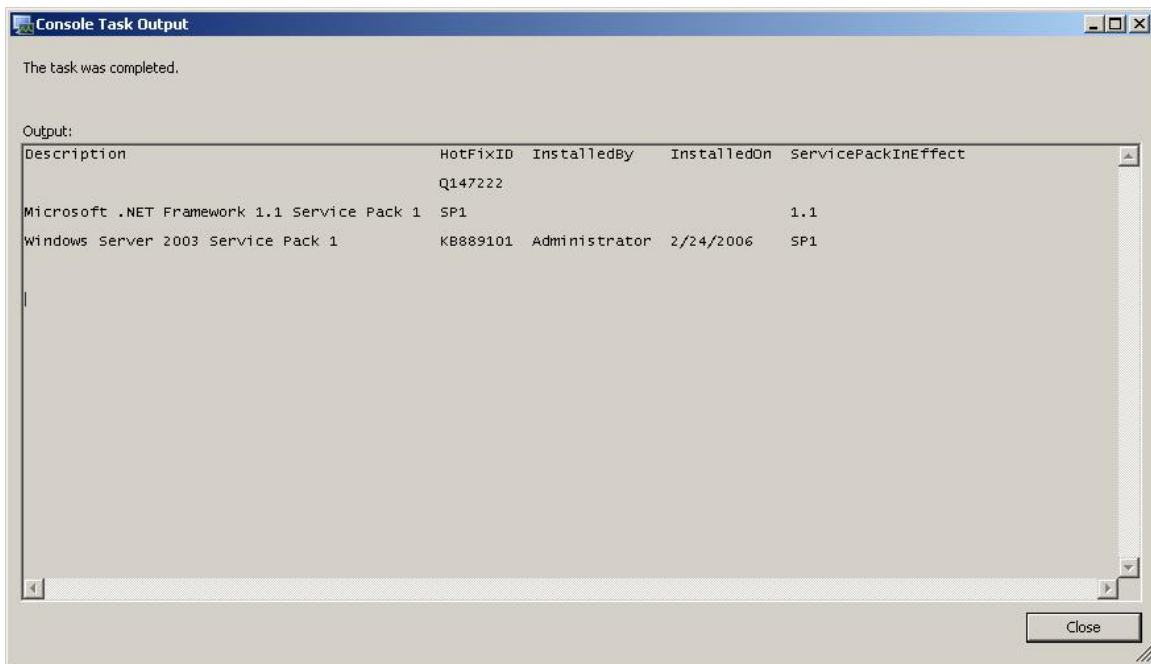 Console Task Output
The task was completed.
Output:
Description HotFixID InstalledBy InstalledOn ServicePackInEffect
Q147222
Microsoft .NET Framework 1.1 Service Pack 1 SP1 1.1
Windows Server 2003 Service Pack 1 KB889101 Administrator 2/24/2006 SP1
Close